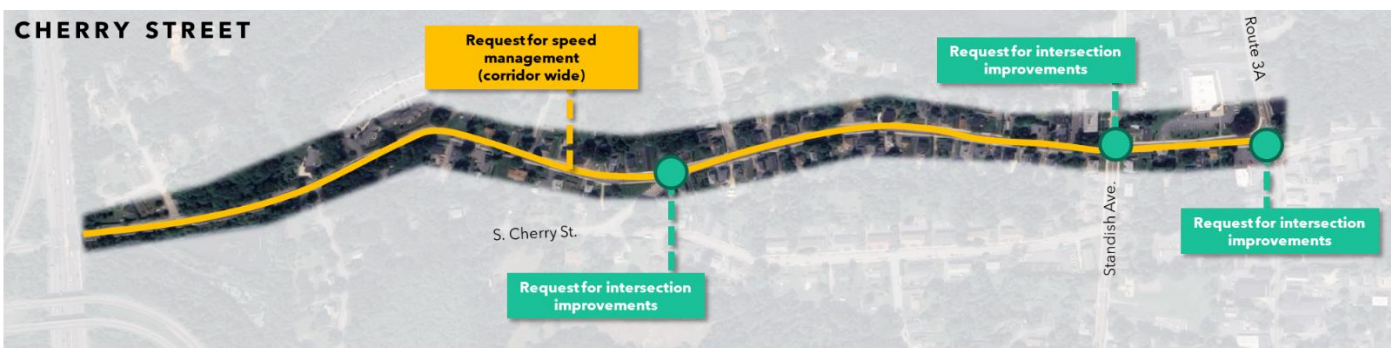 CHERRY STREET
Request for speed
management
(corridor wide)
Request for intersection
improvements
Route 3A
S. Cherry St.
Request for intersection
improvements
Standish Ave.
Request for intersection
improvements